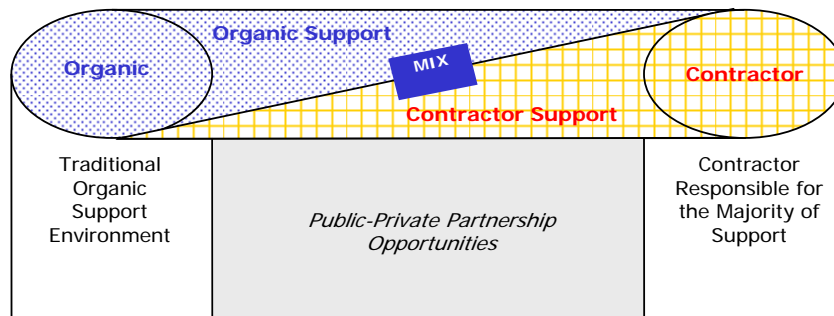 Organic Support
Organic
MIX
Contractor
Contractor Support
Traditional
Organic
Support
Environment
Public-Private Partnership
Opportunities
Contractor
Responsible for
the Majority of
Support